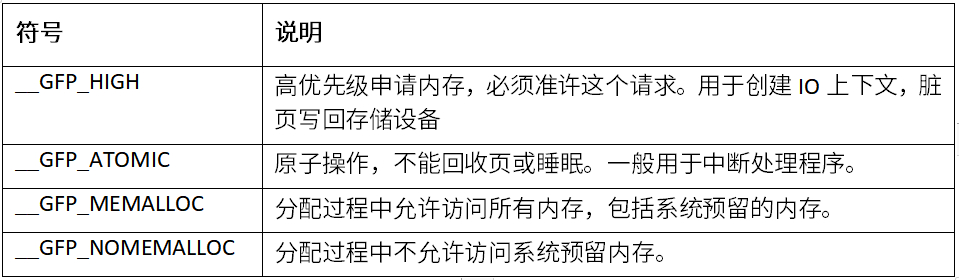 符号 说明
__GFP_HIGH 高优先级申请内存，必须准许这个请求。用于创建 IO 上下文，脏
页写回存储设备
__GFP_ATOMIC 原子操作，不能回收页或睡眠。一般用于中断处理程序。
__GFP_MEMALLOC 分配过程中允许访问所有内存，包括系统预留的内存。
__GFP_NOMEMALLOC 分配过程中不允许访问系统预留内存。